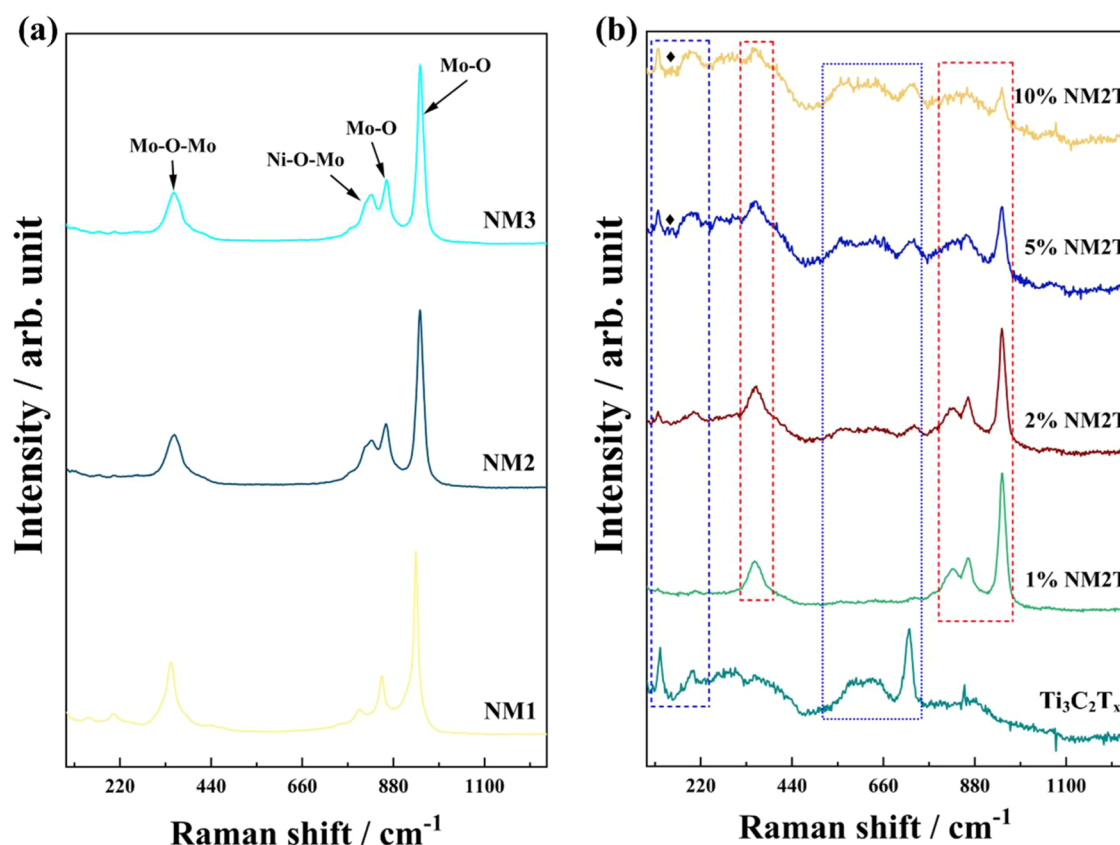 (a)
Mo-O
Mo-O
Mo-O-Mo
Ni-O-Mo
NM3
NM2
NM1
Intensity / arb. unit
220 440 660 880 1100
Raman shift / cm-1
(b)
10% NM2T
5% NM2T
2% NM2T
1% NM2T
Ti3C2Tx
Intensity / arb. unit
220 440 660 880 1100
Raman shift / cm-1